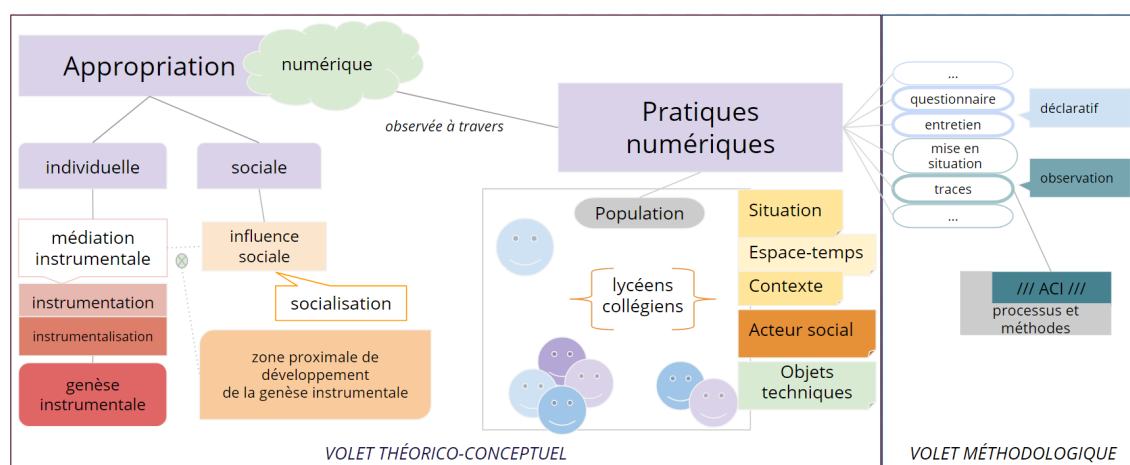 Appropriation
numérique
observée à travers
Pratiques
numériques
individuelle
sociale
médiation
instrumentale
influence
sociale
socialisation
instrumentation
instrumentalisation
genèse
instrumentale
zone proximale de
développement
de la genèse instrumentale
Population
lycéens
collégiens
Situation
Espace-temps
Contexte
Acteur social
Objets
techniques
VOLET THÉORICO-CONCEPTUEL
...
questionnaire
entretien
mise en
situation
traces
...
déclaratif
observation
/// ACI ///
processus et
méthodes
VOLET MÉTHODOLOGIQUE